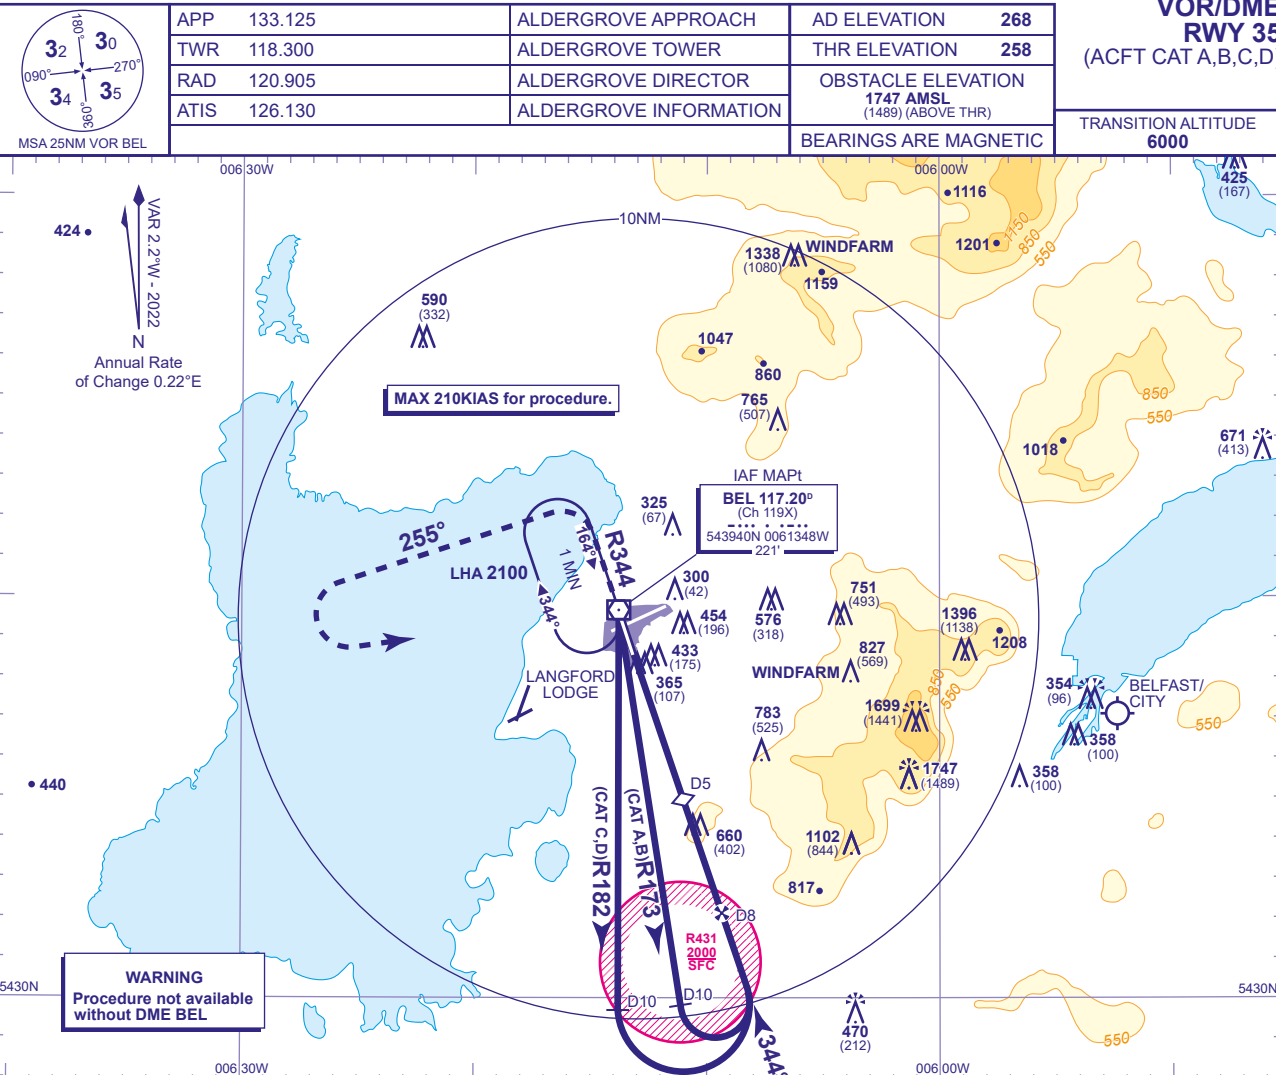 180°
3₂ 3₀
090° 270°
3₄ 3₅
360°
MSA 25NM VOR BEL
APP 133.125 ALDERGROVE APPROACH
TWR 118.300 ALDERGROVE TOWER
RAD 120.905 ALDERGROVE DIRECTOR
ATIS 126.130 ALDERGROVE INFORMATION
AD ELEVATION 268
THR ELEVATION 258
OBSTACLE ELEVATION
1747 AMSL
(1489) (ABOVE THR)
BEARINGS ARE MAGNETIC
VOR/DME
RWY 35
(ACFT CAT A,B,C,D
TRANSITION ALTITUDE
6000
006 30W
006 00W
425
(167)
1116
1150
850
550
1201
VAR 2.2°W - 2022
N
Annual Rate
of Change 0.22°E
424
10NM
1338
(1080)
WINDFARM
1159
590
(332)
1047
860
MAX 210KIAS for procedure.
765
(507)
850
550
1018
671
(413)
IAF MAPt
BEL 117.20ᴰ
(Ch 119X)
–··· · ·–··
543940N 0061348W
221'
325
(67)
255°
164°
R344
1 MIN
LHA 2100
344°
300
(42)
454
(196)
576
(318)
751
(493)
1396
(1138)
1208
433
(175)
365
(107)
827
(569)
WINDFARM
850
550
LANGFORD
LODGE
354
(96)
BELFAST/
CITY
1699
(1441)
783
(525)
550
358
(100)
1747
(1489)
358
(100)
440
D5
(CAT C,D)R182
(CAT A,B)R173
660
(402)
1102
(844)
817
D8
R431
2000
SFC
WARNING
Procedure not available
without DME BEL
5430N
5430N
D10
D10
470
(212)
344°
550
006 30W
006 00W